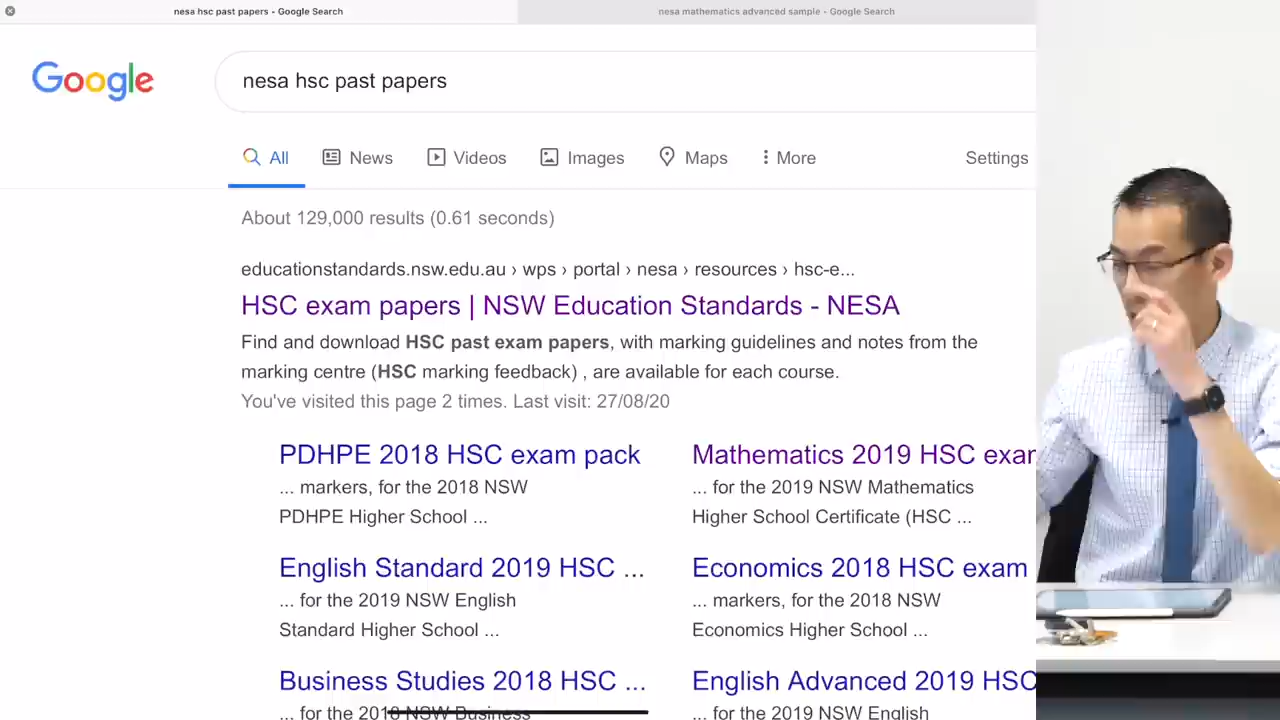 nesa hsc past papers - Google Search
nesa mathematics advanced sample - Google Search
Google
nesa hsc past papers
All
News
Videos
Images
Maps
More
Settings
About 129,000 results (0.61 seconds)
educationstandards.nsw.edu.au › wps › portal › nesa › resources › hsc-e...
HSC exam papers | NSW Education Standards - NESA
Find and download HSC past exam papers, with marking guidelines and notes from the
marking centre (HSC marking feedback) , are available for each course.
You've visited this page 2 times. Last visit: 27/08/20
PDHPE 2018 HSC exam pack
... markers, for the 2018 NSW
PDHPE Higher School ...
Mathematics 2019 HSC exam
... for the 2019 NSW Mathematics
Higher School Certificate (HSC ...
English Standard 2019 HSC ...
... for the 2019 NSW English
Standard Higher School ...
Economics 2018 HSC exam
... markers, for the 2018 NSW
Economics Higher School ...
Business Studies 2018 HSC ...
... for the 2018 NSW Business
English Advanced 2019 HSC
... for the 2019 NSW English